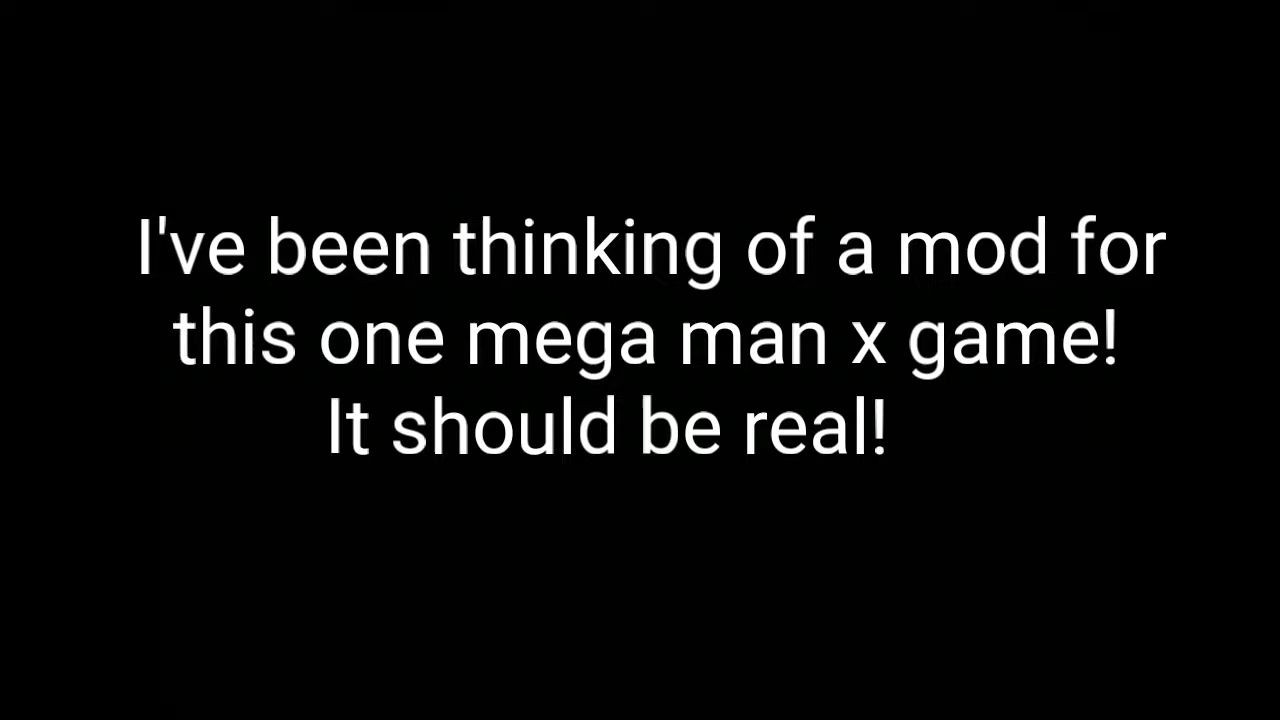 I've been thinking of a mod for
this one mega man x game!
It should be real!